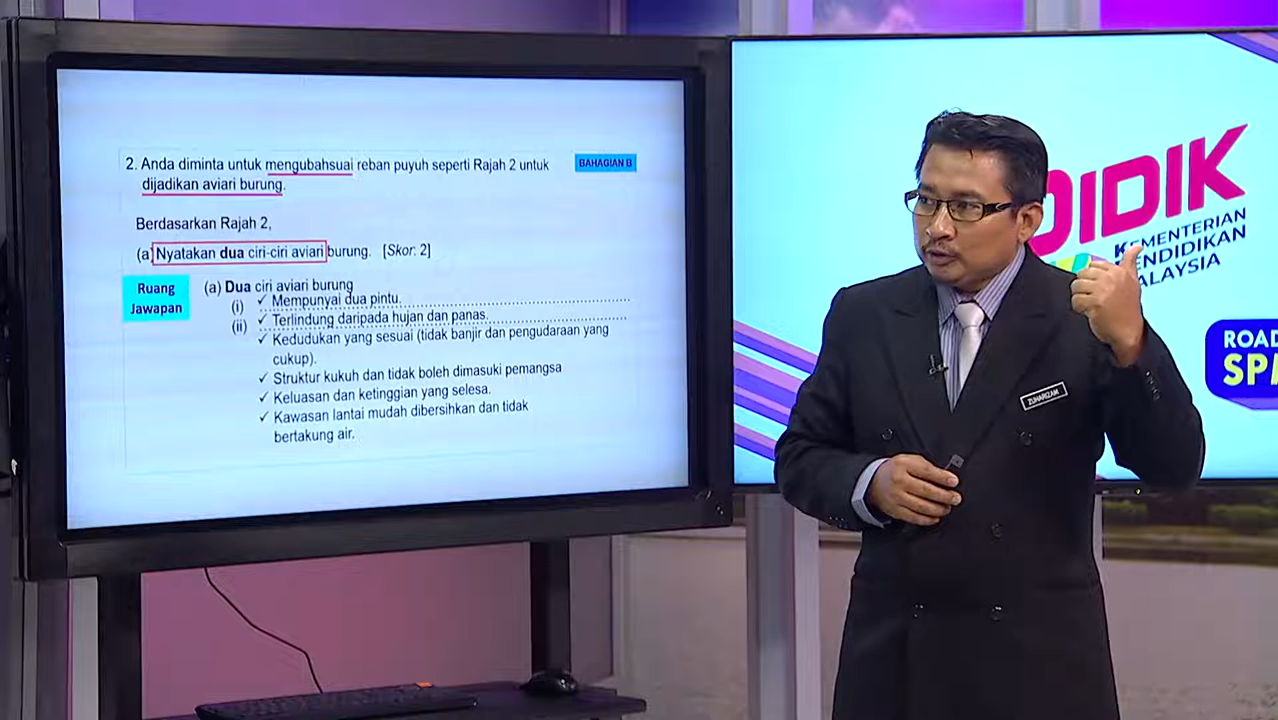 2. Anda diminta untuk mengubahsuai reban puyuh seperti Rajah 2 untuk
dijadikan aviari burung.
BAHAGIAN B
Berdasarkan Rajah 2,
(a) Nyatakan dua ciri-ciri aviari burung. [Skor: 2]
Ruang
Jawapan
(a) Dua ciri aviari burung
(i) ✓ Mempunyai dua pintu.
(ii) ✓ Terlindung daripada hujan dan panas.
✓ Kedudukan yang sesuai (tidak banjir dan pengudaraan yang
cukup).
✓ Struktur kukuh dan tidak boleh dimasuki pemangsa
✓ Keluasan dan ketinggian yang selesa.
✓ Kawasan lantai mudah dibersihkan dan tidak
bertakung air.
DIDIK
KEMENTERIAN
PENDIDIKAN
MALAYSIA
ROAD
SPM
ZUHARIZAM